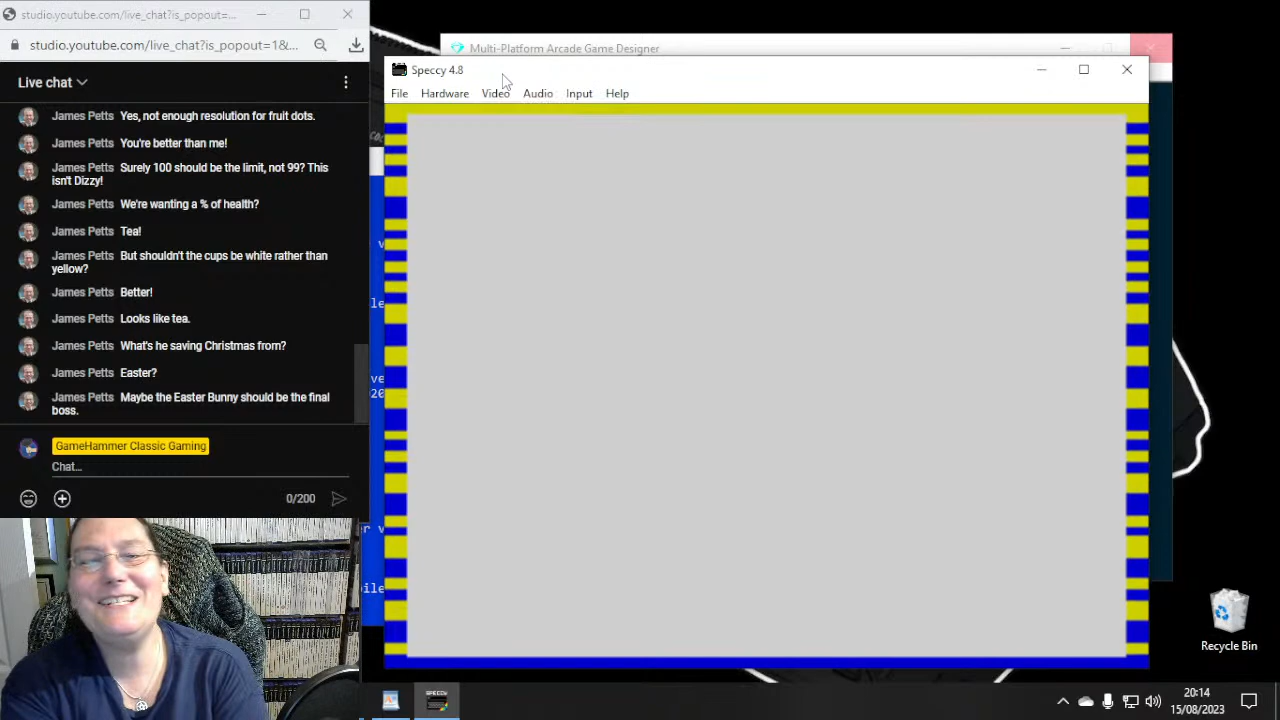 studio.youtube.com/live_chat?is_popout=...
studio.youtube.com/live_chat?is_popout=1&...
Live chat
James Petts Yes, not enough resolution for fruit dots.
James Petts You're better than me!
James Petts Surely 100 should be the limit, not 99? This
isn't Dizzy!
James Petts We're wanting a % of health?
James Petts Tea!
James Petts But shouldn't the cups be white rather than
yellow?
James Petts Better!
James Petts Looks like tea.
James Petts What's he saving Christmas from?
James Petts Easter?
James Petts Maybe the Easter Bunny should be the final
boss.
GameHammer Classic Gaming
Chat...
0/200
Multi-Platform Arcade Game Designer
Speccy 4.8
File Hardware Video Audio Input Help
Recycle Bin
SPECCY
20:14
15/08/2023